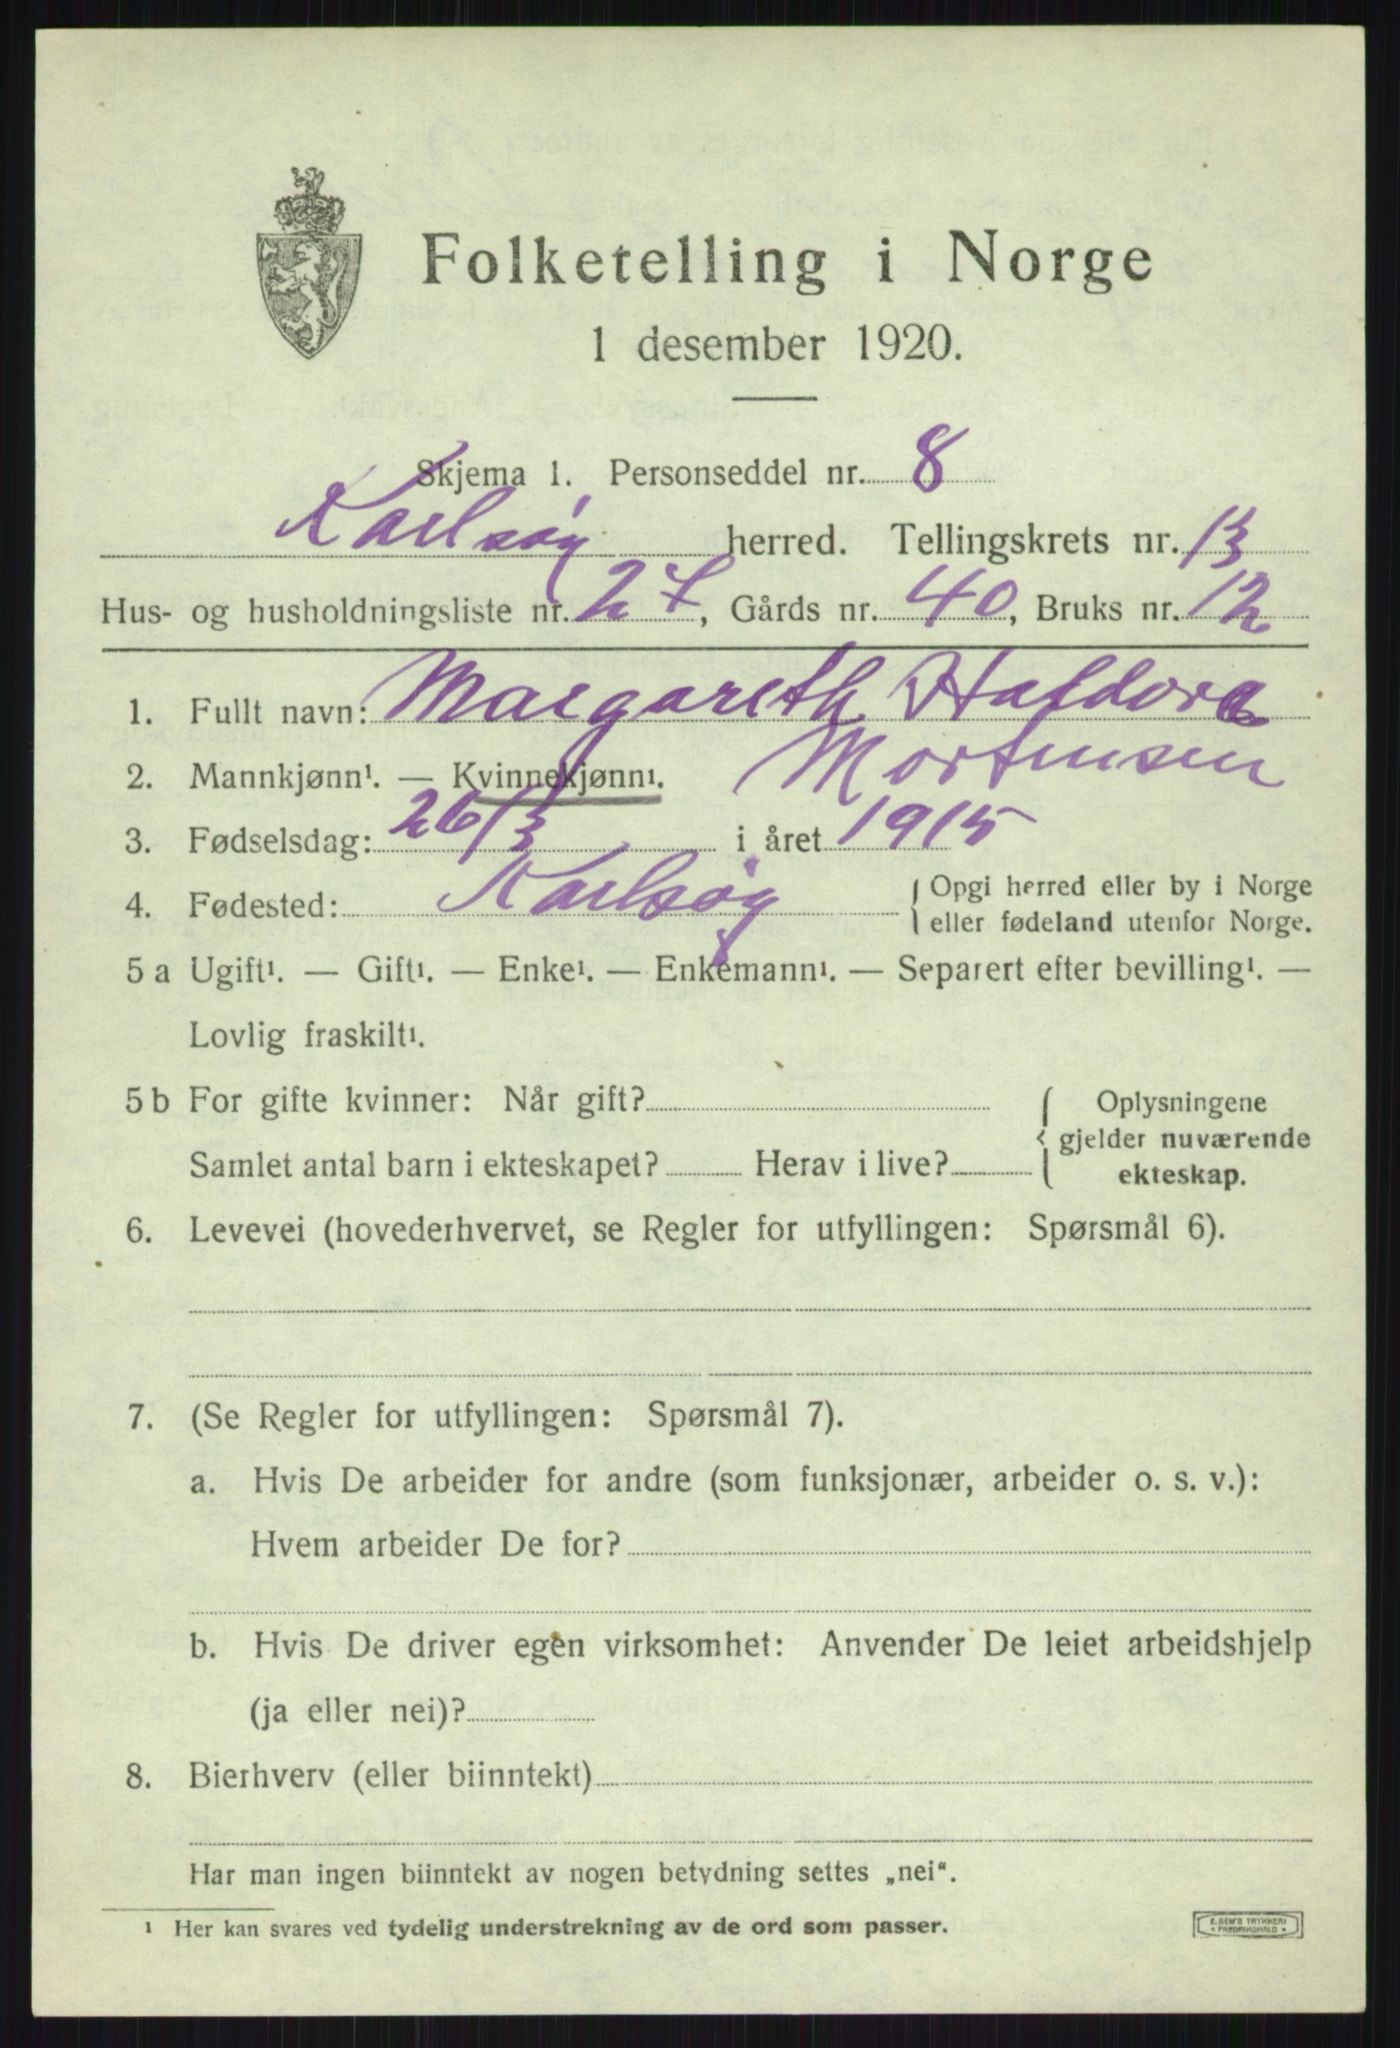 Folketelling i Norge
1 desember 1920.
Skjema 1. Personseddel nr. 8
Karlsøy herred. Tellingskrets nr. 13
Hus- og husholdningsliste nr. 27, Gårds nr. 40, Bruks nr. 12
1. Fullt navn: Margareth Haldora
2. Mannkjønn¹. — Kvinnekjønn¹. Mortensen
3. Fødselsdag: 26/3 i året 1915
4. Fødested: Karlsøy { Opgi herred eller by i Norge
eller fødeland utenfor Norge.
5 a Ugift¹. — Gift¹. — Enke¹. — Enkemann¹. — Separert efter bevilling¹. —
Lovlig fraskilt¹.
5 b For gifte kvinner: Når gift? { Oplysningene
gjelder nuværende
Samlet antal barn i ekteskapet? Herav i live? ekteskap.
6. Levevei (hovederhvervet, se Regler for utfyllingen: Spørsmål 6).
7. (Se Regler for utfyllingen: Spørsmål 7).
a. Hvis De arbeider for andre (som funksjonær, arbeider o. s. v.):
Hvem arbeider De for?
b. Hvis De driver egen virksomhet: Anvender De leiet arbeidshjelp
(ja eller nei)?
8. Bierhverv (eller biinntekt)
Har man ingen biinntekt av nogen betydning settes „nei“.
¹ Her kan svares ved tydelig understrekning av de ord som passer.
E. SEM'S TRYKKERI
* FREDRIKSHALD *